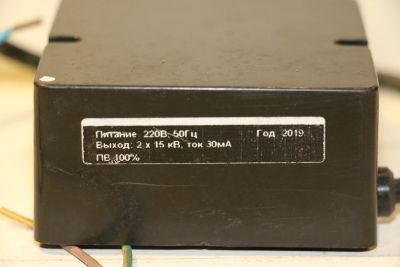 Питание 220В, 50Гц Год 2019
Выход: 2 x 15 кВ, ток 30мА
ПВ 100%